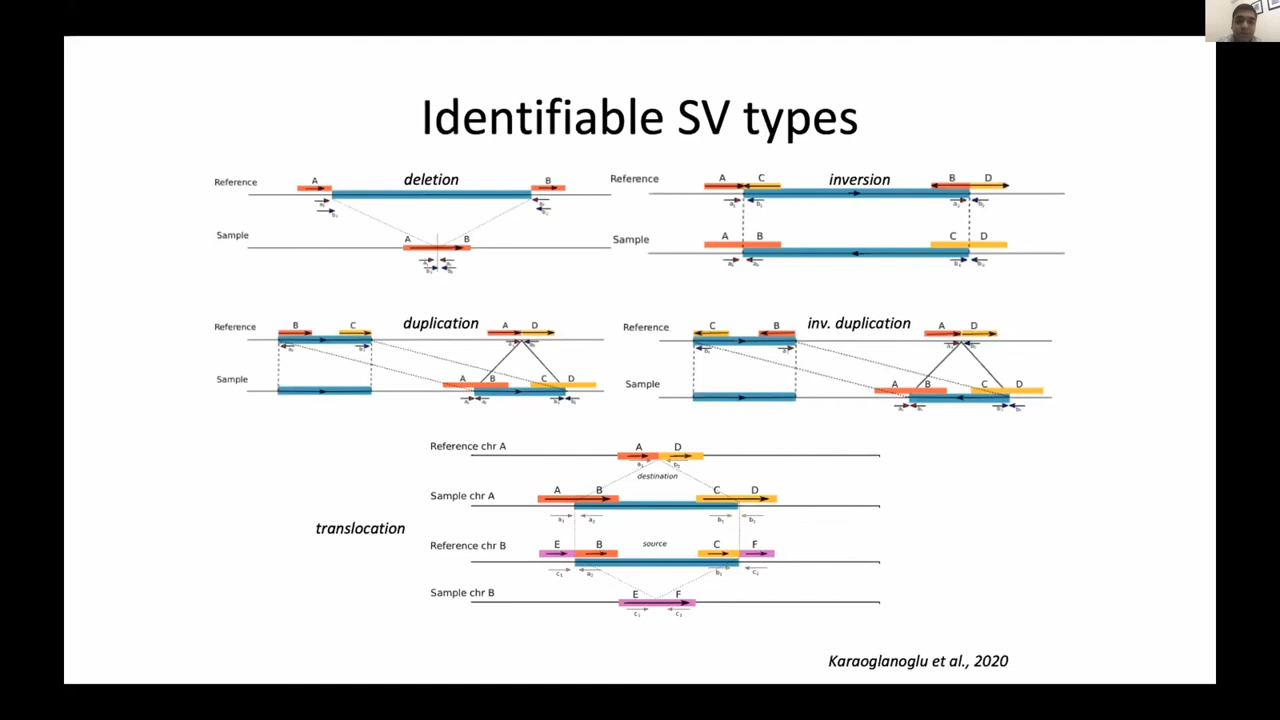 Identifiable SV types
Reference A deletion B
Sample A B
Reference A C inversion B D
Sample A B C D
Reference B C duplication A D
Sample A B C D
Reference C B inv. duplication A D
Sample A B C D
Reference chr A A D
destination
Sample chr A A B C D
translocation
Reference chr B E B source C F
Sample chr B E F
Karaoglanoglu et al., 2020